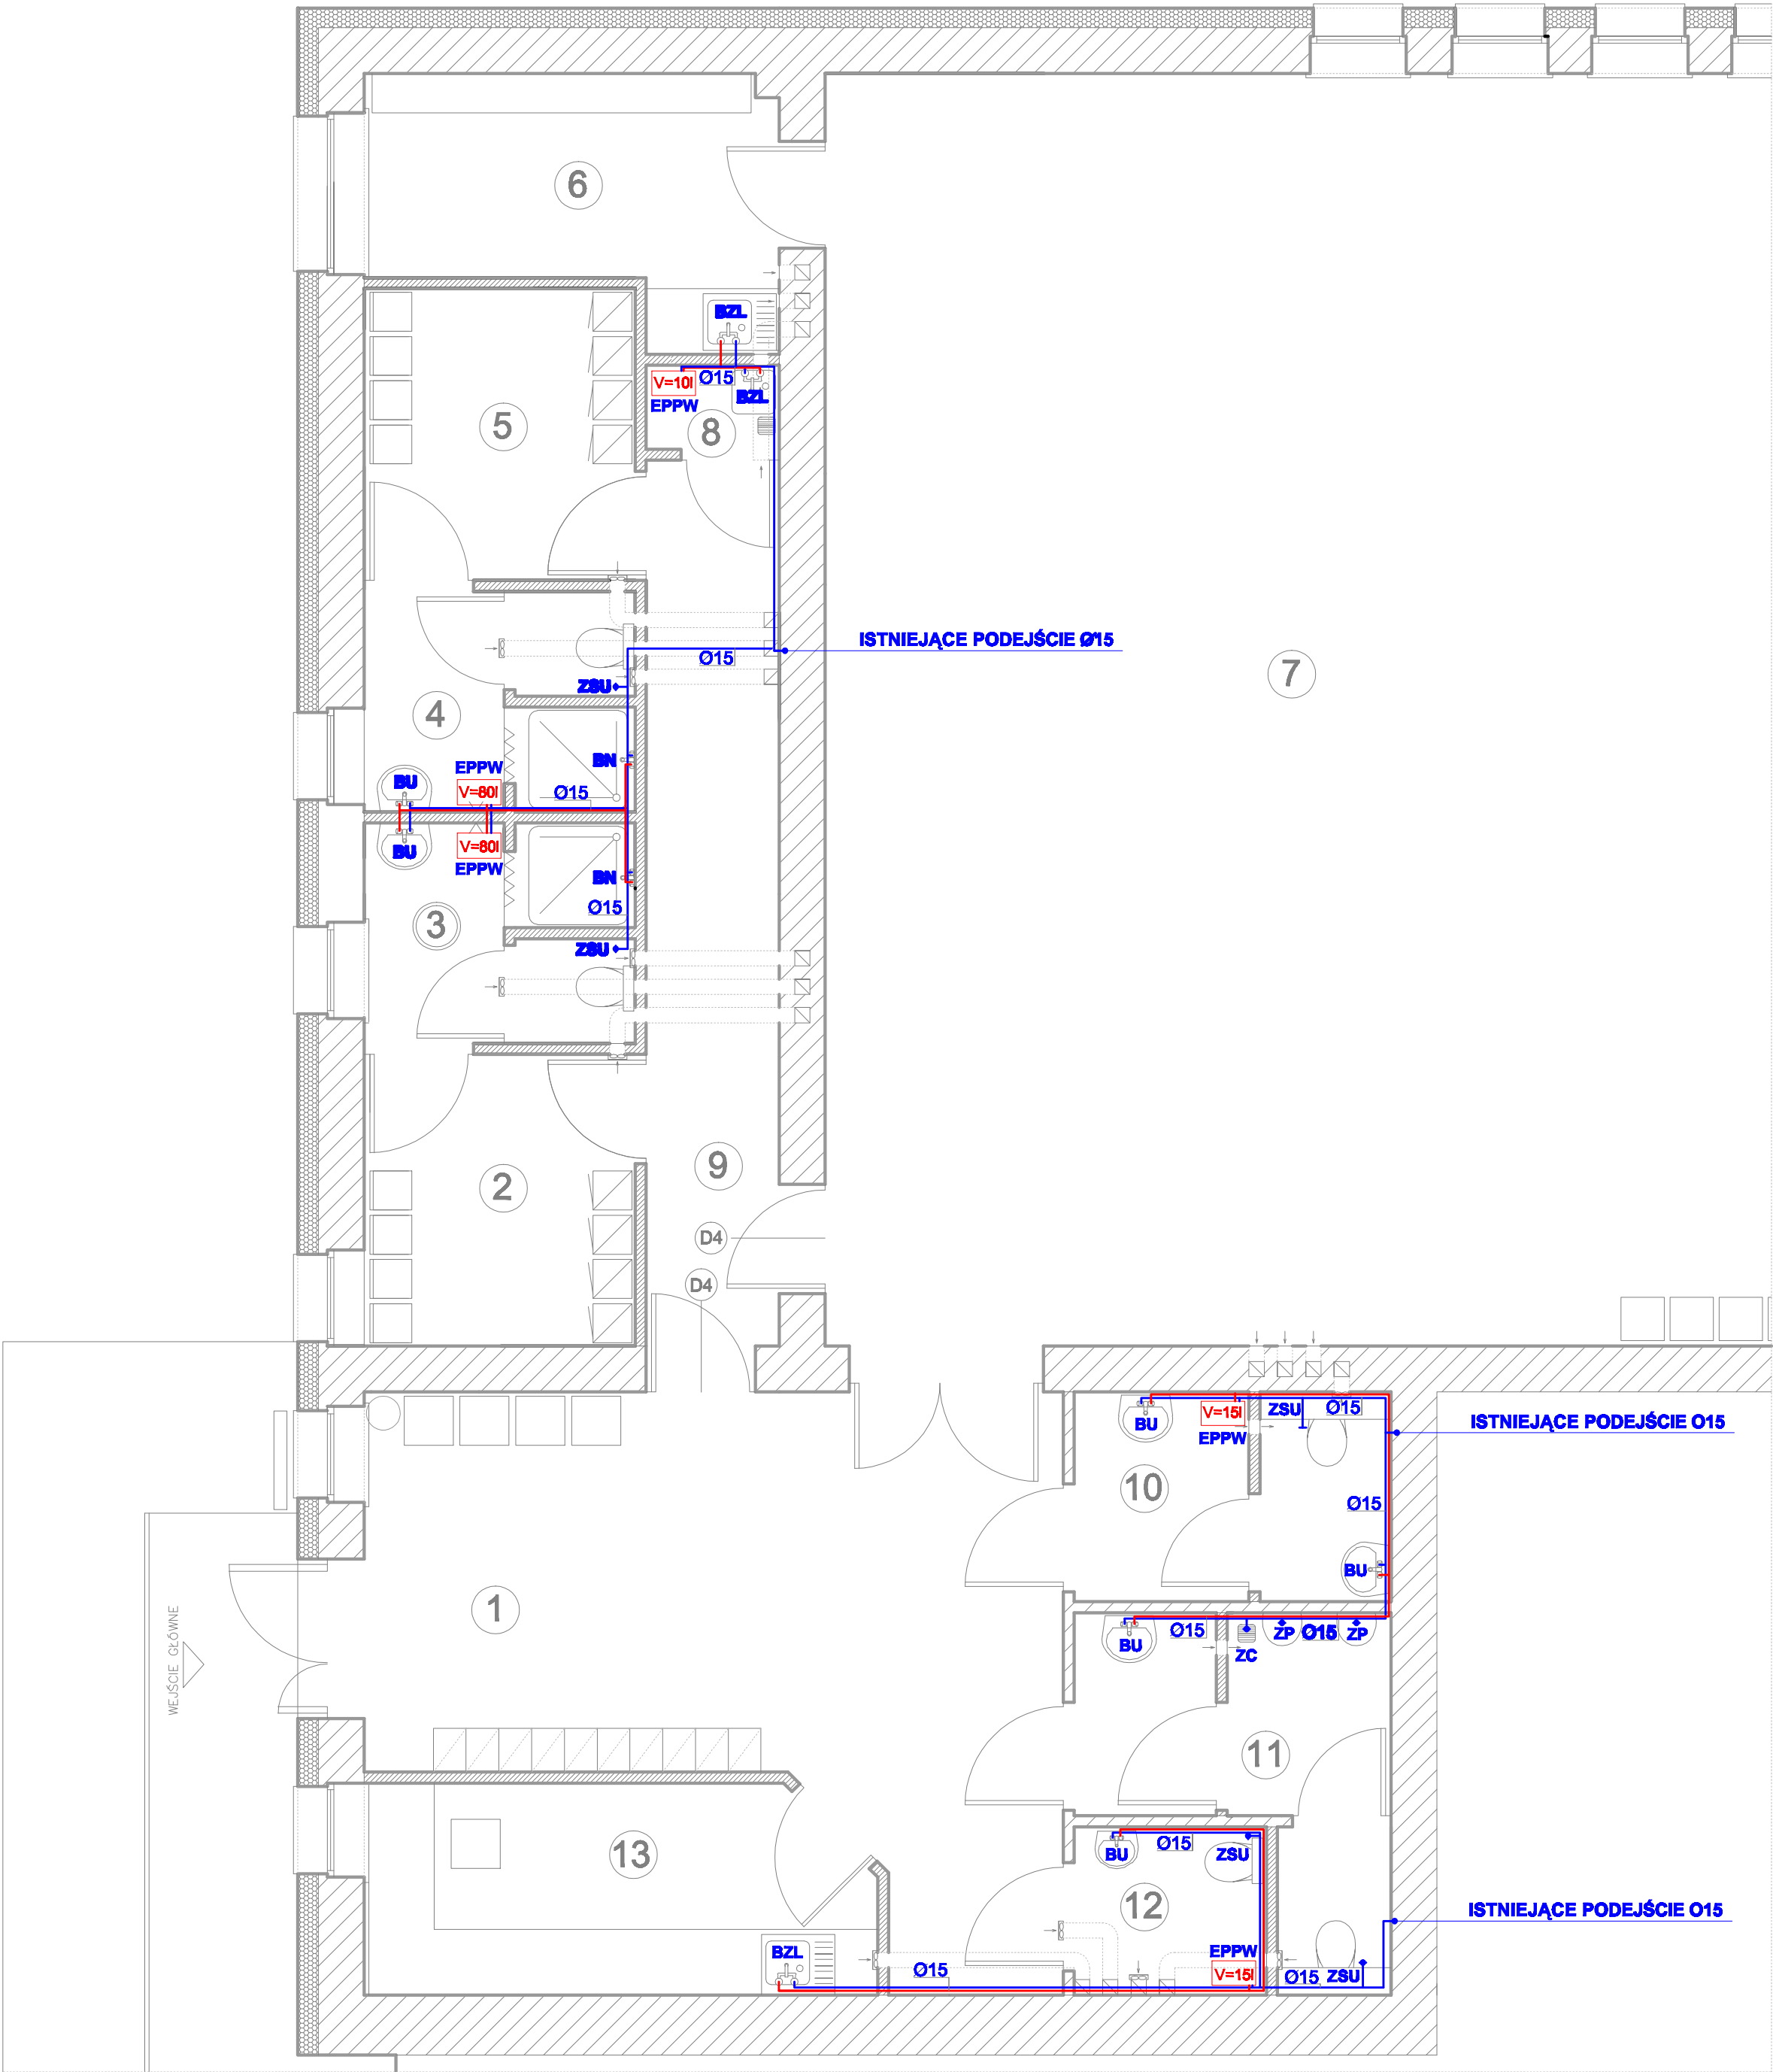 6
BZL
V=10l
Ø15
BZL
EPPW
5
8
ISTNIEJĄCE PODEJŚCIE Ø15
Ø15
7
ZSU
4
EPPW
BN
BU
V=80l
Ø15
BU
V=80l
EPPW
BN
3
Ø15
ZSU
9
2
D4
D4
BU
V=15l
EPPW
ZSU
Ø15
ISTNIEJĄCE PODEJŚCIE O15
10
Ø15
BU
1
WEJŚCIE GŁÓWNE
BU
Ø15
ZC
ZP
Ø15
ZP
11
13
BU
Ø15
ZSU
12
ISTNIEJĄCE PODEJŚCIE O15
BZL
Ø15
EPPW
V=15l
Ø15
ZSU